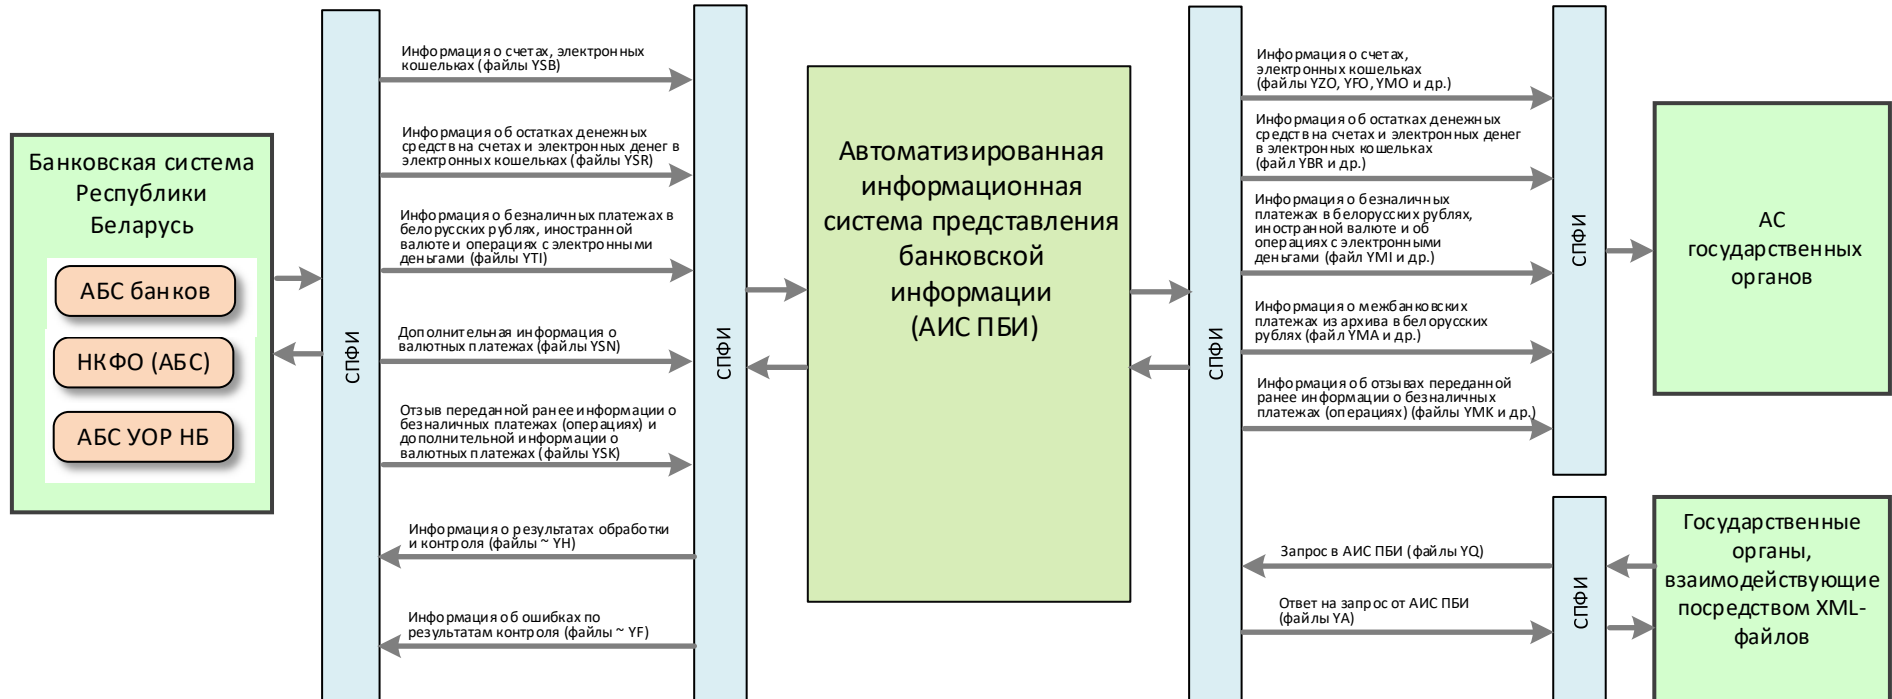 Банковская система
Республики
Беларусь
АБС банков
НКФО (АБС)
АБС УОР НБ
СПФИ
Информация о счетах, электронных
кошельках (файлы YSB)
Информация об остатках денежных
средств на счетах и электронных денег в
электронных кошельках (файлы YSR)
Информация о безналичных платежах в
белорусских рублях, иностранной
валюте и операциях с электронными
деньгами (файлы YTI)
Дополнительная информация о
валютных платежах (файлы YSN)
Отзыв переданной ранее информации о
безналичных платежах (операциях) и
дополнительной информации о
валютных платежах (файлы YSK)
Информация о результатах обработки
и контроля (файлы ~ YH)
Информация об ошибках по
результатам контроля (файлы ~ YF)
СПФИ
Автоматизированная
информационная
система представления
банковской
информации
(АИС ПБИ)
СПФИ
Информация о счетах,
электронных кошельках
(файлы YZO, YFO, YMO и др.)
Информация об остатках денежных
средств на счетах и электронных денег
в электронных кошельках
(файл YBR и др.)
Информация о безналичных
платежах в белорусских рублях,
иностранной валюте и об
операциях с электронными
деньгами (файл YMI и др.)
Информация о межбанковских
платежах из архива в белорусских
рублях (файл YMA и др.)
Информация об отзывах переданной
ранее информации о безналичных
платежах (операциях) (файлы YMK и др.)
Запрос в АИС ПБИ (файлы YQ)
Ответ на запрос от АИС ПБИ
(файлы YA)
СПФИ
СПФИ
АС
государственных
органов
Государственные
органы,
взаимодействующие
посредством XML-
файлов